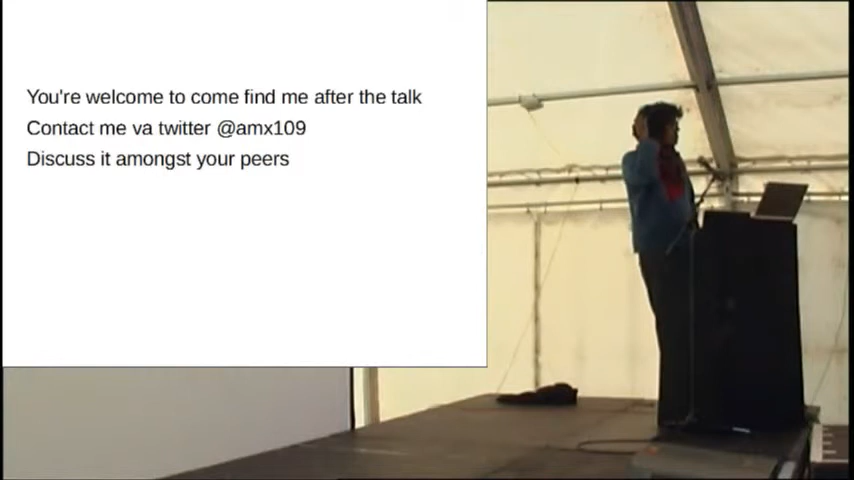 You're welcome to come find me after the talk
Contact me va twitter @amx109
Discuss it amongst your peers